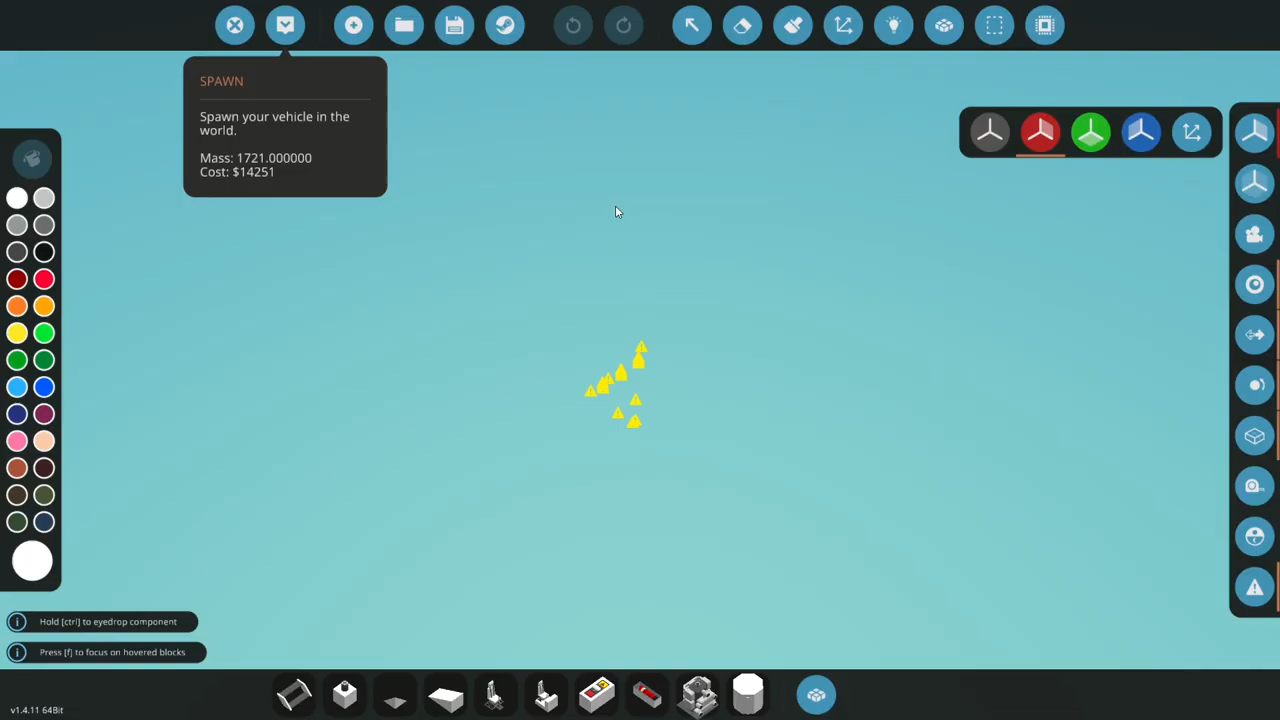 SPAWN
Spawn your vehicle in the
world.
Mass: 1721.000000
Cost: $14251
Hold [ctrl] to eyedrop component
Press [f] to focus on hovered blocks
v1.4.11 64Bit